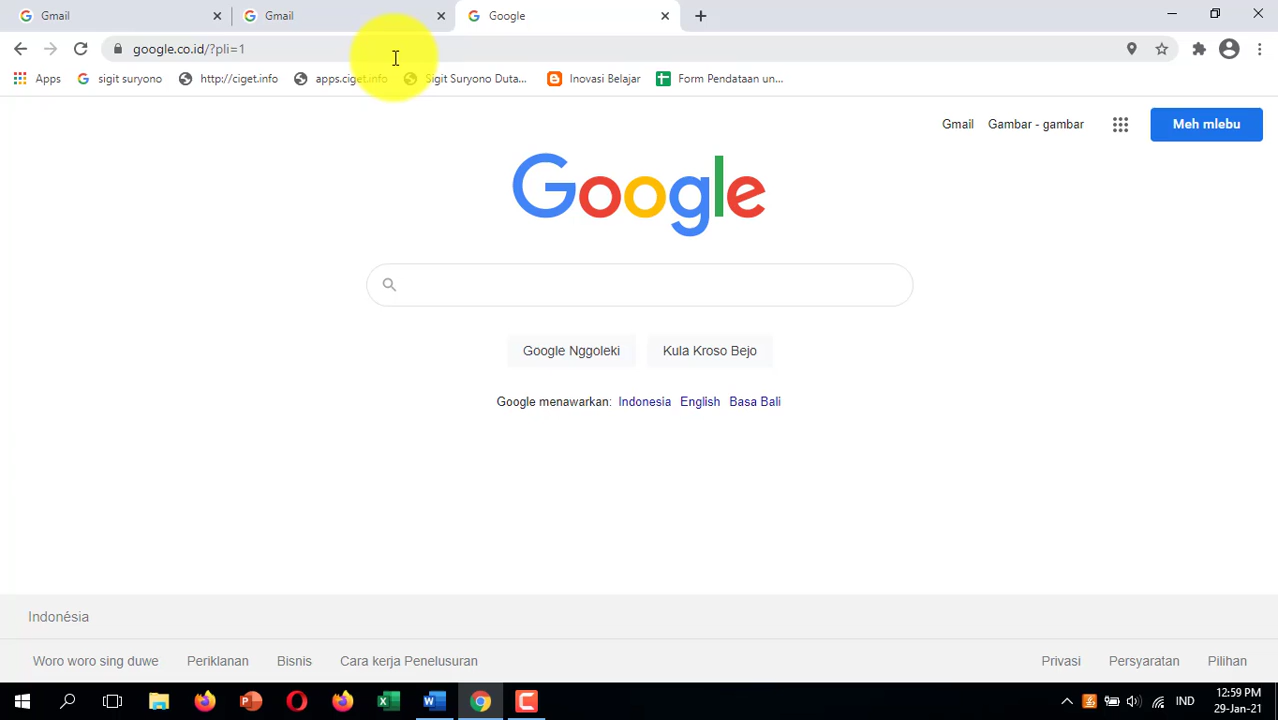 Gmail
Gmail
Google
google.co.id/?pli=1
Apps
sigit suryono
http://ciget.info
apps.ciget.info
Sigit Suryono Duta...
Inovasi Belajar
Form Pendataan un...
Gmail
Gambar - gambar
Meh mlebu
Google
Google Nggoleki
Kula Kroso Bejo
Google menawarkan: Indonesia English Basa Bali
Indonésia
Woro woro sing duwe
Periklanan
Bisnis
Cara kerja Penelusuran
Privasi
Persyaratan
Pilihan
IND
12:59 PM
29-Jan-21